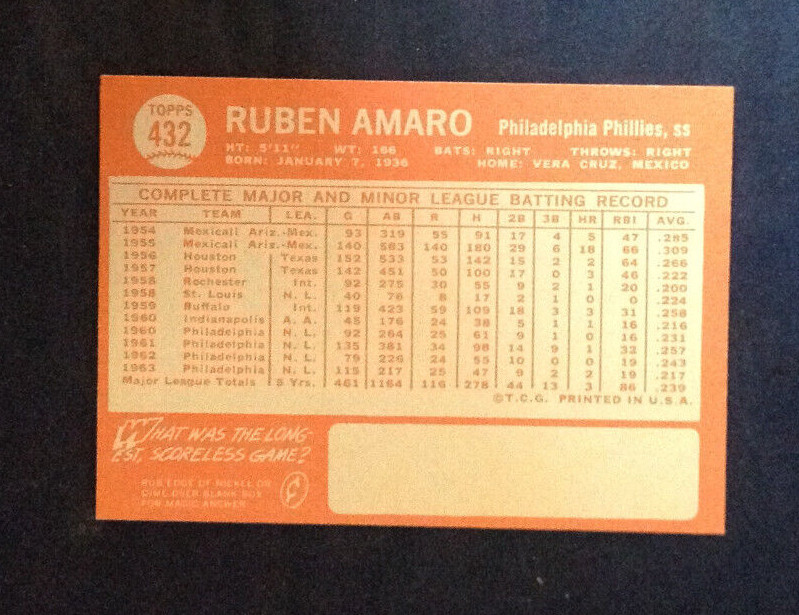 TOPPS
432
RUBEN AMARO Philadelphia Phillies, SS
HT: 5'11" WT: 166 BATS: RIGHT THROWS: RIGHT
BORN: JANUARY 7, 1936 HOME: VERA CRUZ, MEXICO
COMPLETE MAJOR AND MINOR LEAGUE BATTING RECORD
YEAR TEAM LEA. G AB R H 2B 3B HR RBI AVG.
1954 Mexicali Ariz.-Mex. 93 319 55 91 17 4 5 47 .285
1955 Mexicali Ariz.-Mex. 140 583 140 180 29 6 18 66 .309
1956 Houston Texas 152 533 53 142 15 2 2 64 .266
1957 Houston Texas 142 451 50 100 17 0 3 46 .222
1958 Rochester Int. 92 275 30 55 9 2 1 20 .200
1958 St. Louis N. L. 40 76 8 17 2 1 0 0 .224
1959 Buffalo Int. 119 423 59 109 18 3 3 31 .258
1960 Indianapolis A. A. 45 176 24 38 5 1 1 16 .216
1960 Philadelphia N. L. 92 264 25 61 9 1 0 16 .231
1961 Philadelphia N. L. 135 381 34 98 14 9 1 32 .257
1962 Philadelphia N. L. 79 226 24 55 10 0 0 19 .243
1963 Philadelphia N. L. 115 217 25 47 9 2 2 19 .217
Major League Totals 5 Yrs. 461 1164 116 278 44 13 3 86 .239
©T.C.G. PRINTED IN U.S.A.
WHAT WAS THE LONG-
EST, SCORELESS GAME?
RUB EDGE OF NICKEL OR
DIME OVER BLANK BOX
FOR MAGIC ANSWER
¢